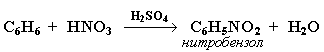 C₆H₆ + HNO₃ —H₂SO₄→ C₆H₅NO₂ + H₂O
нитробензол